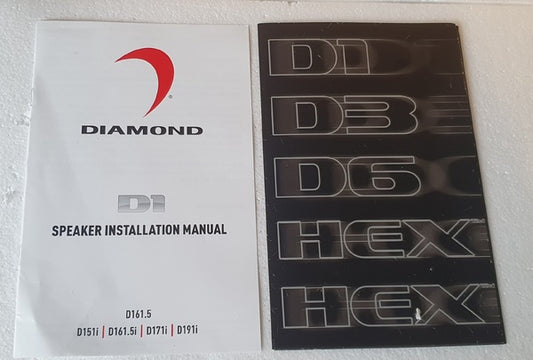 DIAMOND
D1
SPEAKER INSTALLATION MANUAL
D161.5
D151i | D161.5i | D171i | D191i
D1
D3
D6
HEX
HEX